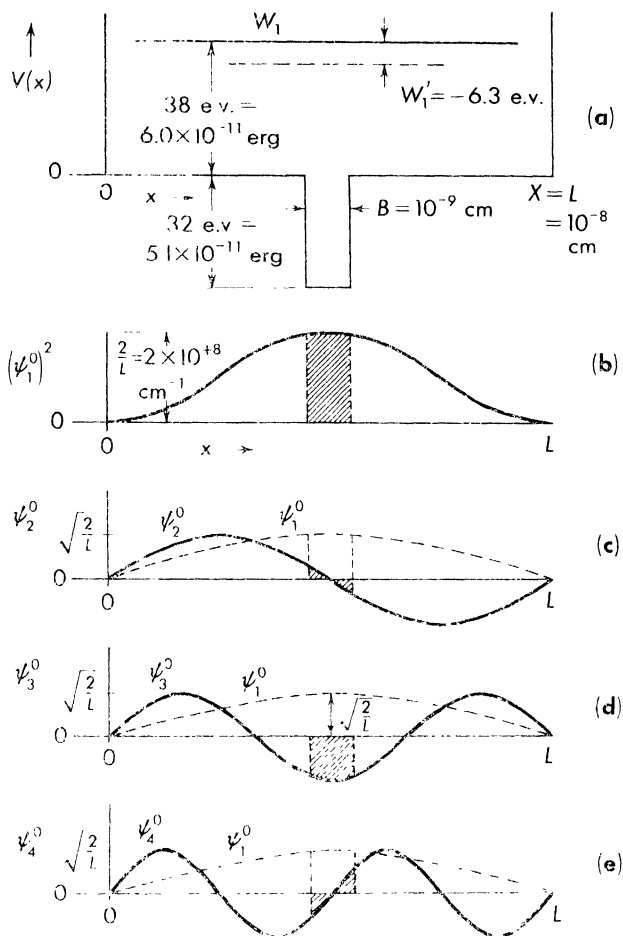 W₁
V(x)
W₁′ = −6.3 e.v.
(a)
38 e.v. =
6.0×10⁻¹¹ erg
0
0
x
B = 10⁻⁹ cm
X = L
= 10⁻⁸
cm
32 e.v =
5.1×10⁻¹¹ erg
(ψ₁⁰)²
2/L = 2 × 10⁺⁸
cm⁻¹
(b)
0
0
x
L
ψ₂⁰
√2/L
ψ₂⁰
ψ₁⁰
(c)
0
0
L
ψ₃⁰
√2/L
ψ₃⁰
ψ₁⁰
√2/L
(d)
0
0
L
ψ₄⁰
√2/L
ψ₄⁰
ψ₁⁰
(e)
0
0
L